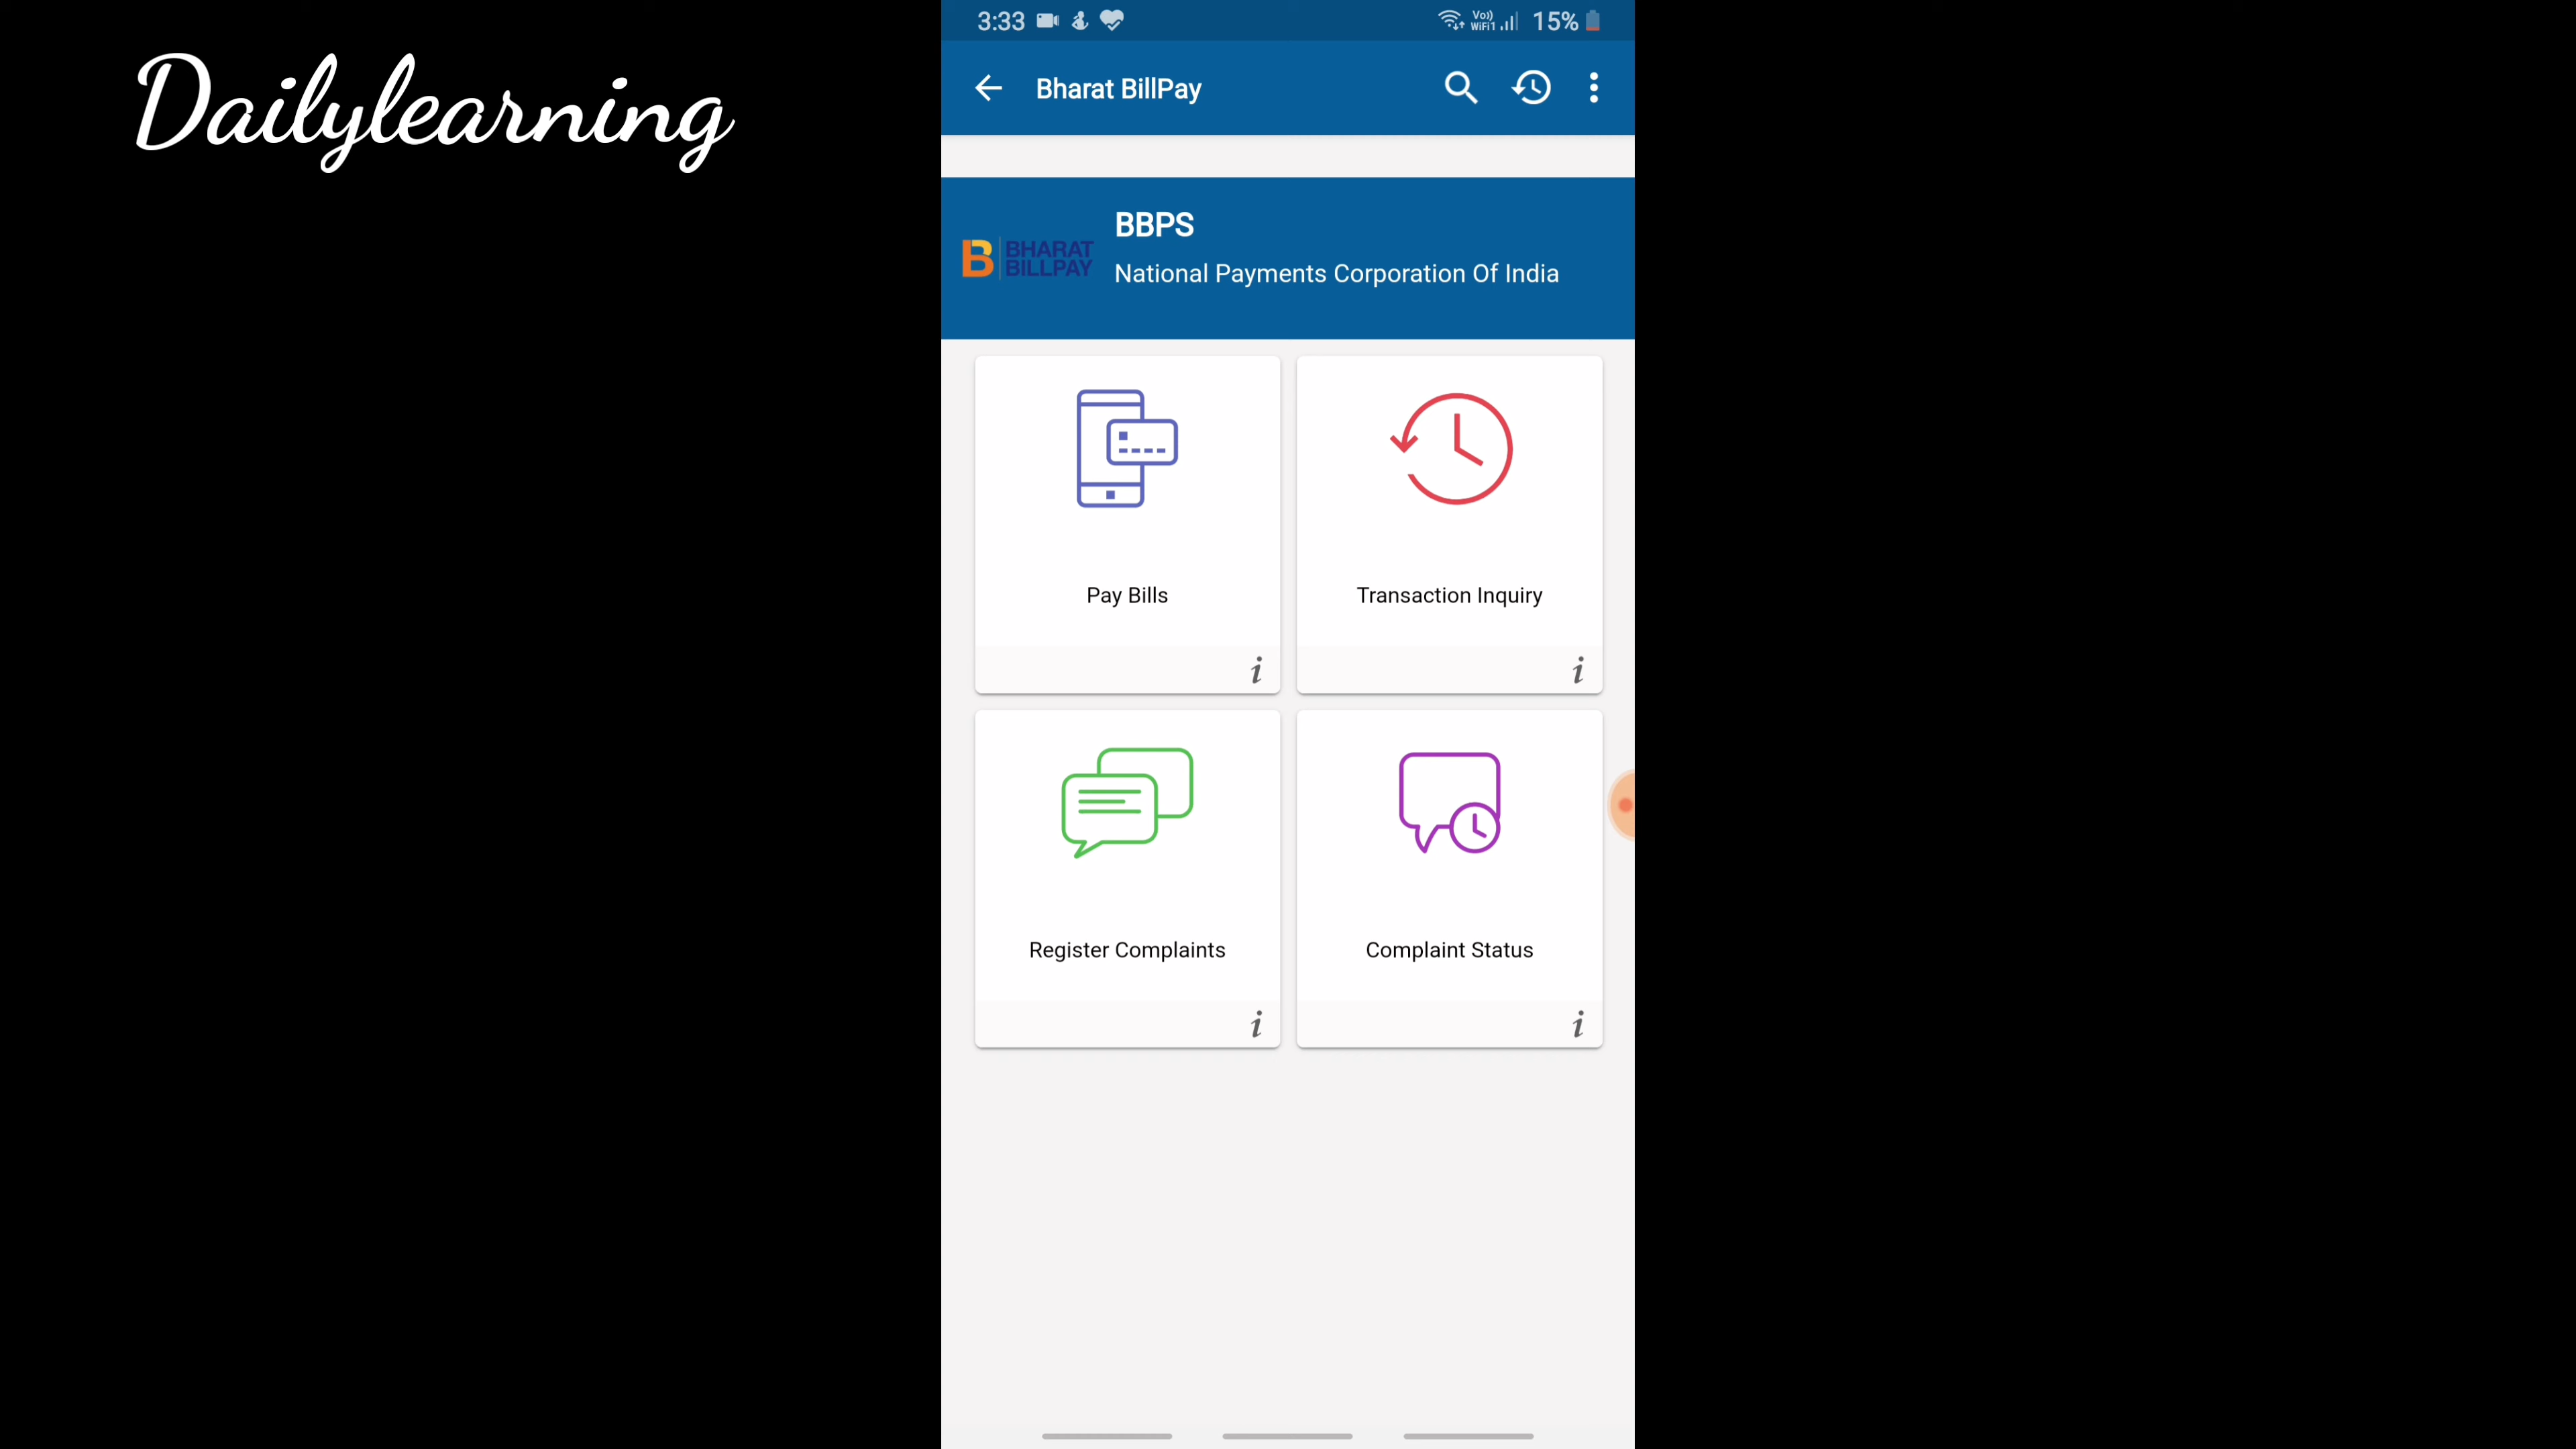 Dailylearning
3:33
Vo)) WiFi1
15%
Bharat BillPay
BBPS
B BHARAT
BILLPAY
National Payments Corporation Of India
Pay Bills
Transaction Inquiry
i
i
Register Complaints
Complaint Status
i
i